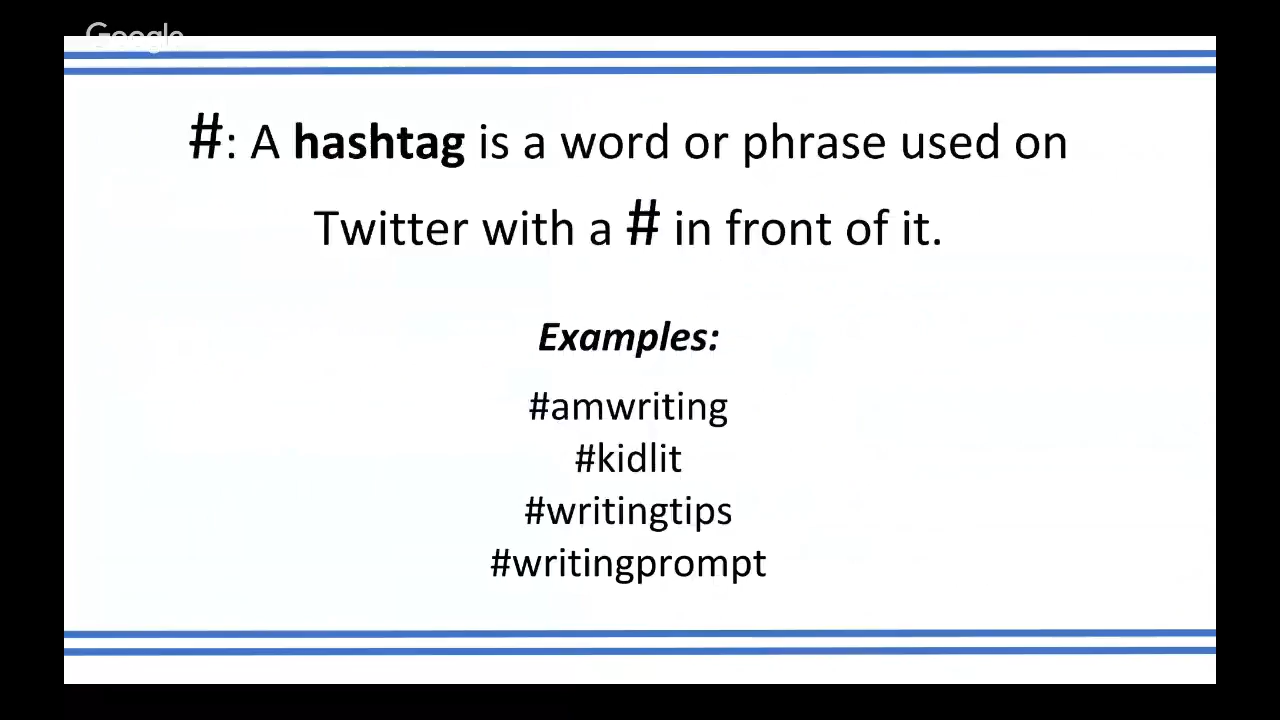 Google
#: A hashtag is a word or phrase used on
Twitter with a # in front of it.
Examples:
#amwriting
#kidlit
#writingtips
#writingprompt